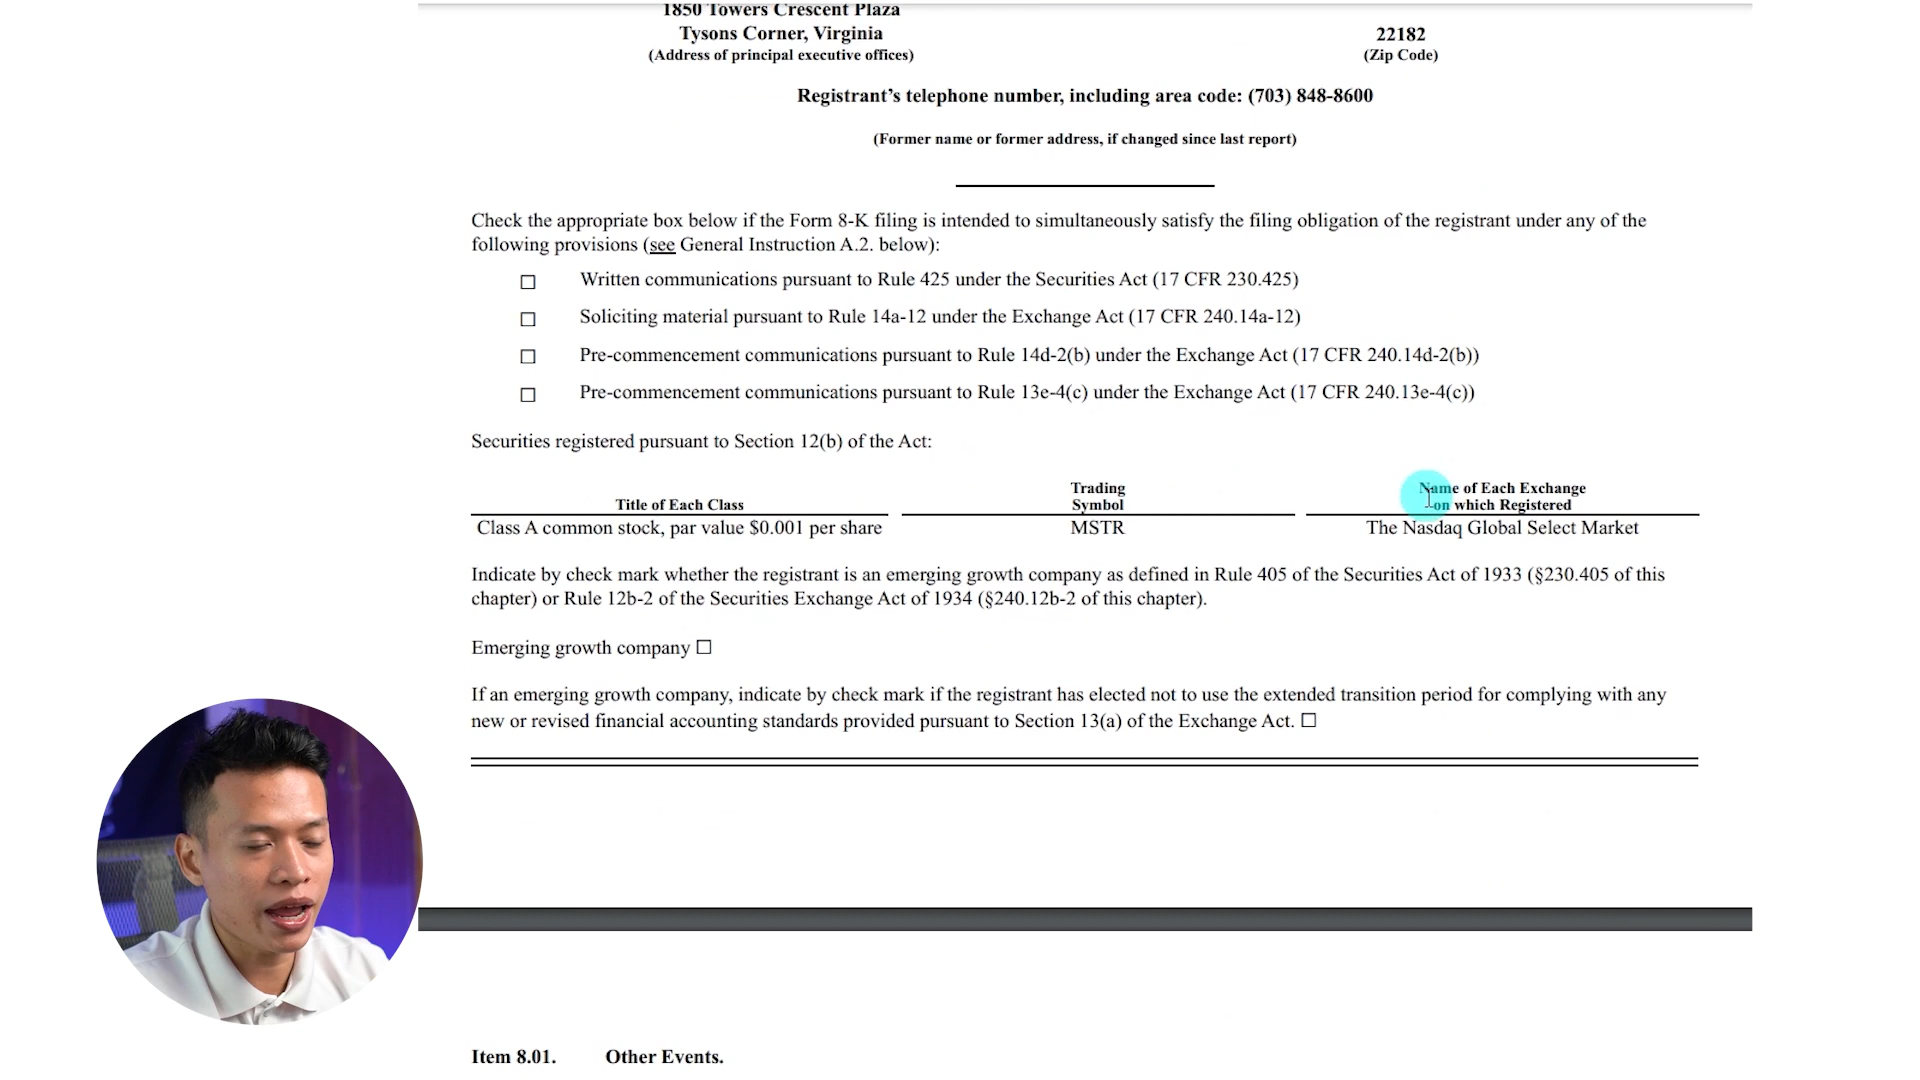 1850 Towers Crescent Plaza
Tysons Corner, Virginia 22182
(Address of principal executive offices) (Zip Code)
Registrant’s telephone number, including area code: (703) 848-8600
(Former name or former address, if changed since last report)
Check the appropriate box below if the Form 8-K filing is intended to simultaneously satisfy the filing obligation of the registrant under any of the
following provisions (see General Instruction A.2. below):
☐ Written communications pursuant to Rule 425 under the Securities Act (17 CFR 230.425)
☐ Soliciting material pursuant to Rule 14a-12 under the Exchange Act (17 CFR 240.14a-12)
☐ Pre-commencement communications pursuant to Rule 14d-2(b) under the Exchange Act (17 CFR 240.14d-2(b))
☐ Pre-commencement communications pursuant to Rule 13e-4(c) under the Exchange Act (17 CFR 240.13e-4(c))
Securities registered pursuant to Section 12(b) of the Act:
Trading Name of Each Exchange
Title of Each Class Symbol on which Registered
Class A common stock, par value $0.001 per share MSTR The Nasdaq Global Select Market
Indicate by check mark whether the registrant is an emerging growth company as defined in Rule 405 of the Securities Act of 1933 (§230.405 of this
chapter) or Rule 12b-2 of the Securities Exchange Act of 1934 (§240.12b-2 of this chapter).
Emerging growth company ☐
If an emerging growth company, indicate by check mark if the registrant has elected not to use the extended transition period for complying with any
new or revised financial accounting standards provided pursuant to Section 13(a) of the Exchange Act. ☐
Item 8.01. Other Events.